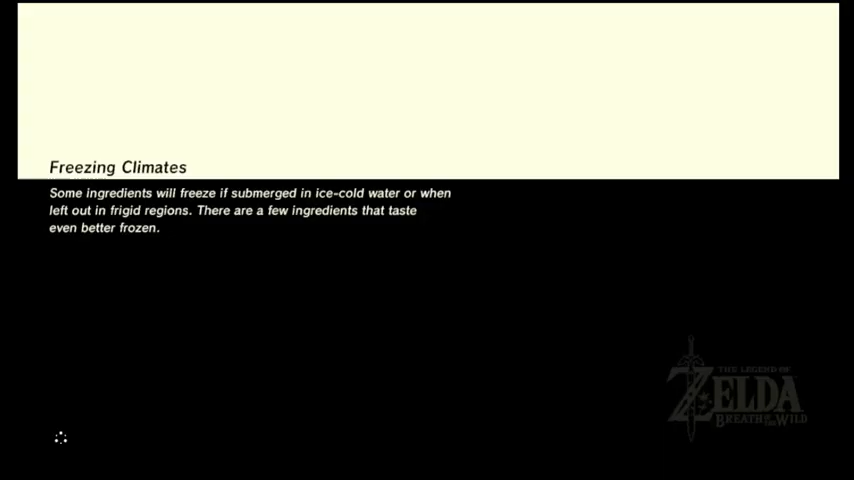 Freezing Climates
Some ingredients will freeze if submerged in ice-cold water or when
left out in frigid regions. There are a few ingredients that taste
even better frozen.
THE LEGEND OF
ZELDA
BREATH OF THE WILD